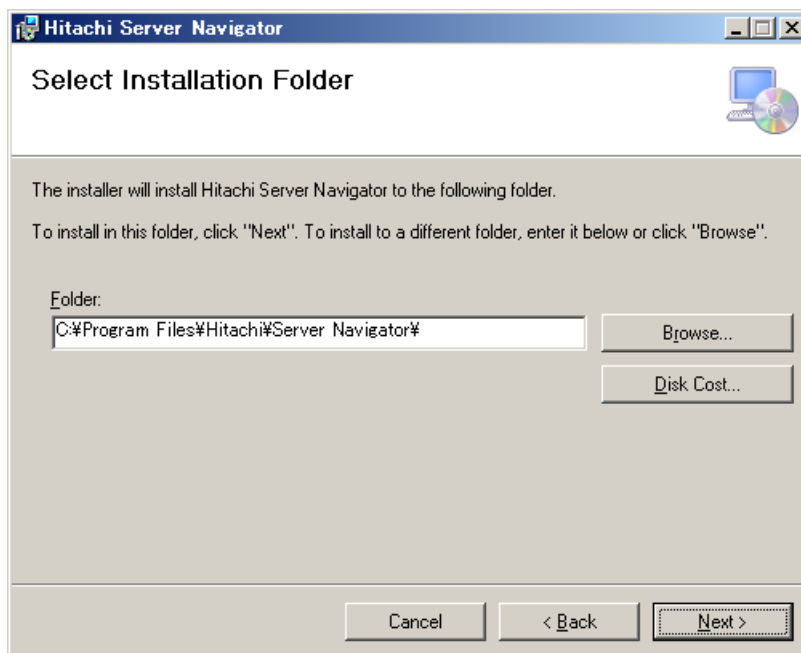 Hitachi Server Navigator
Select Installation Folder
The installer will install Hitachi Server Navigator to the following folder.
To install in this folder, click "Next". To install to a different folder, enter it below or click "Browse".
Folder:
C:¥Program Files¥Hitachi¥Server Navigator¥
Browse...
Disk Cost...
Cancel
< Back
Next >